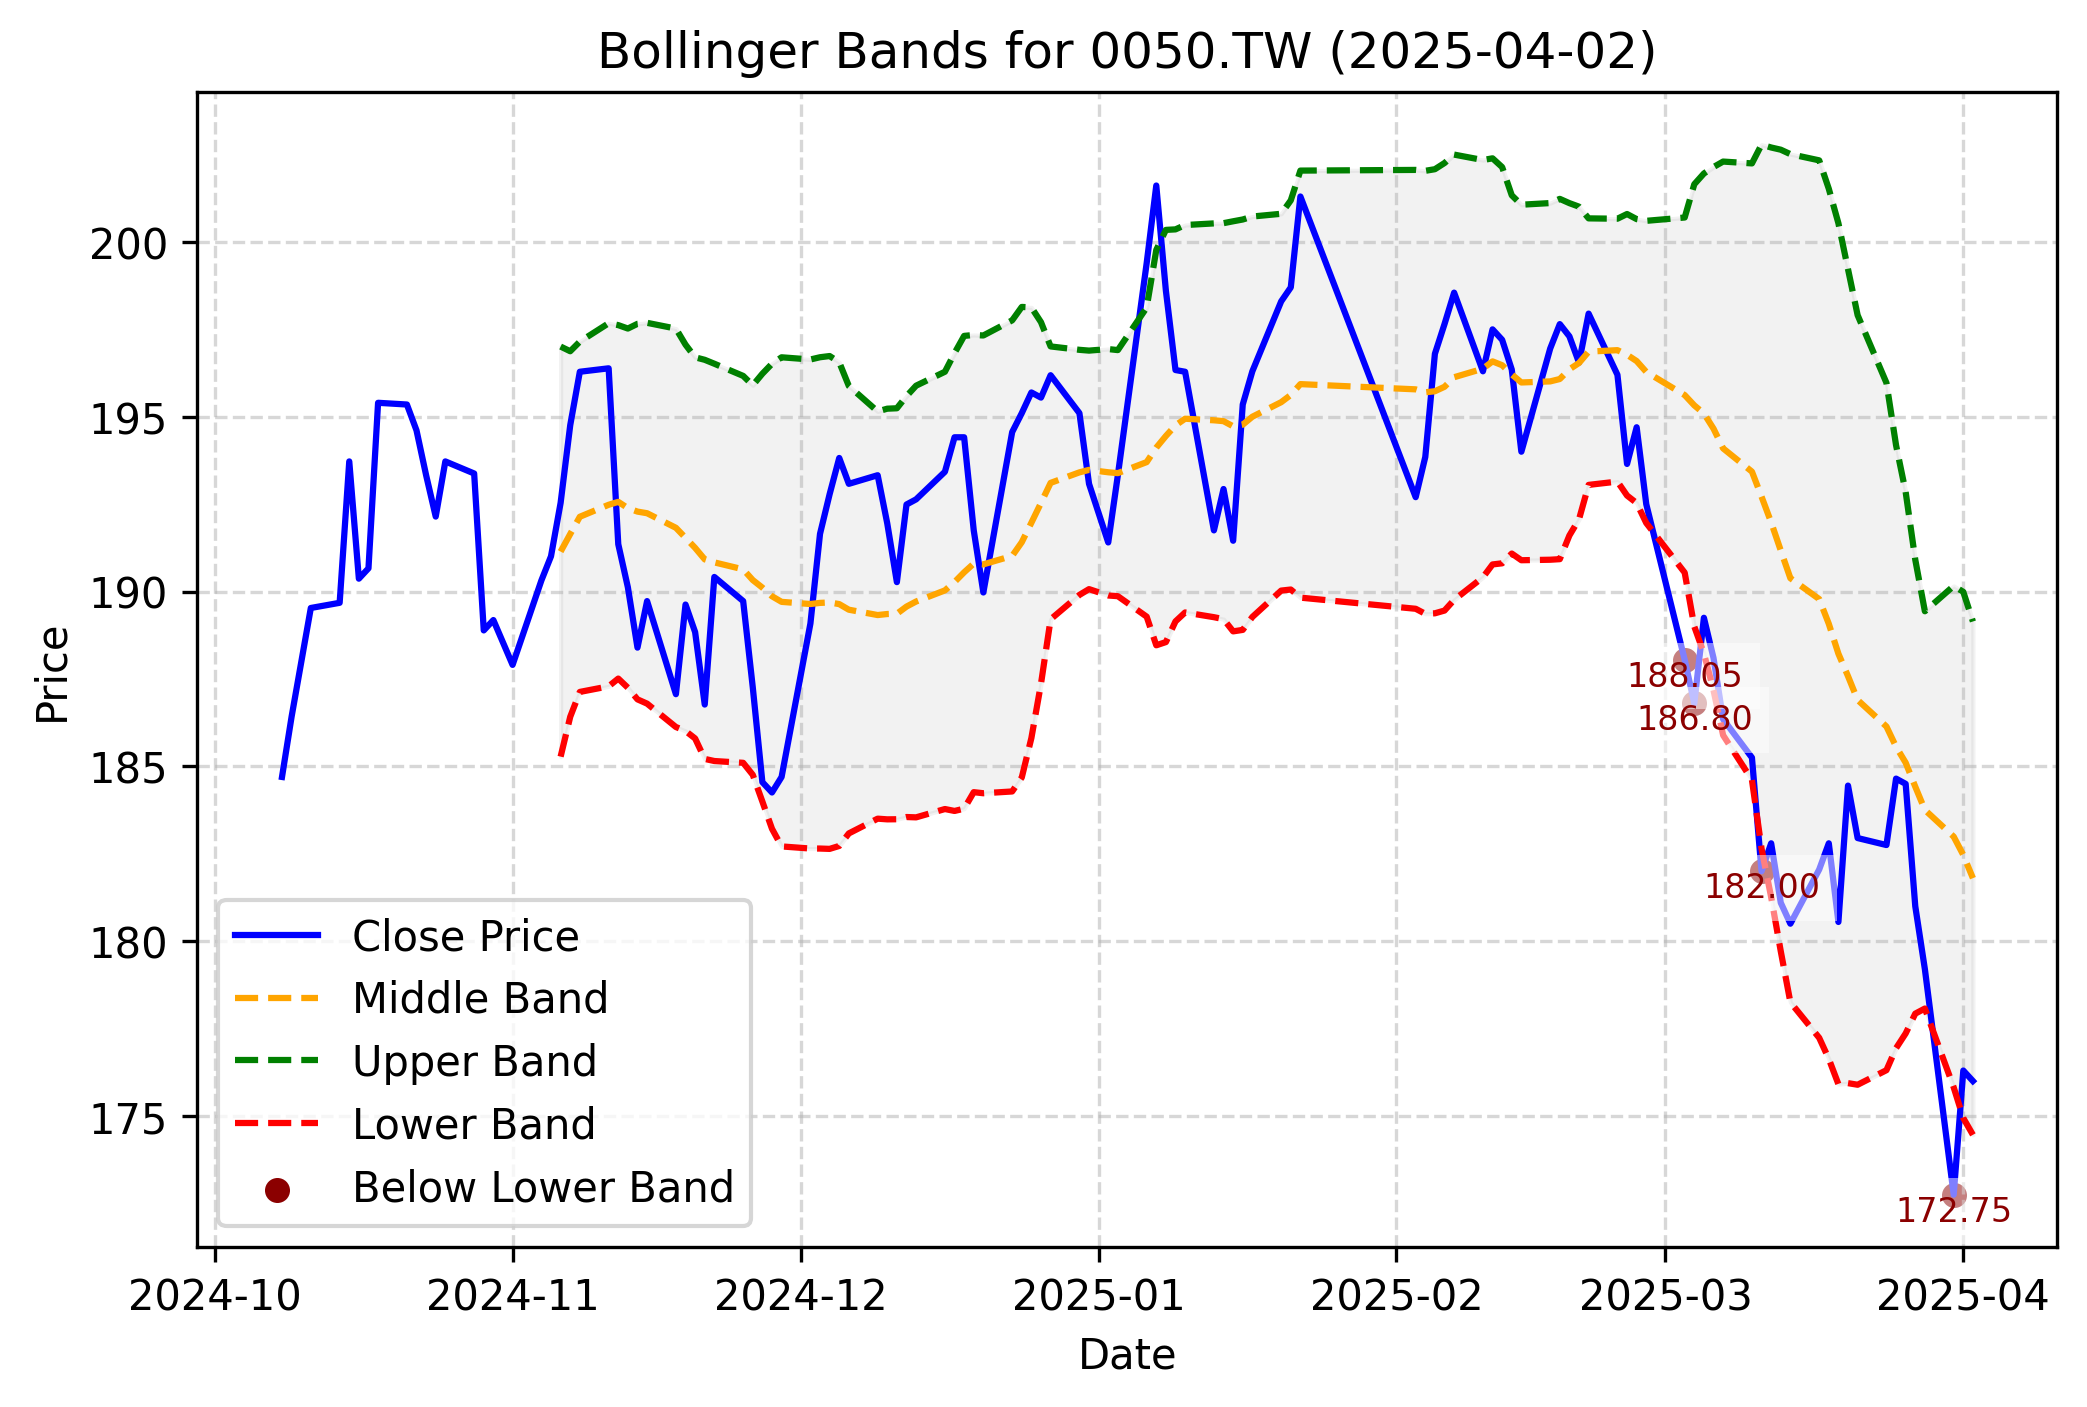 Bollinger Bands for 0050.TW (2025-04-02)
Price
200
195
190
185
180
175
188.05
186.80
182.00
172.75
Close Price
Middle Band
Upper Band
Lower Band
Below Lower Band
2024-10 2024-11 2024-12 2025-01 2025-02 2025-03 2025-04
Date